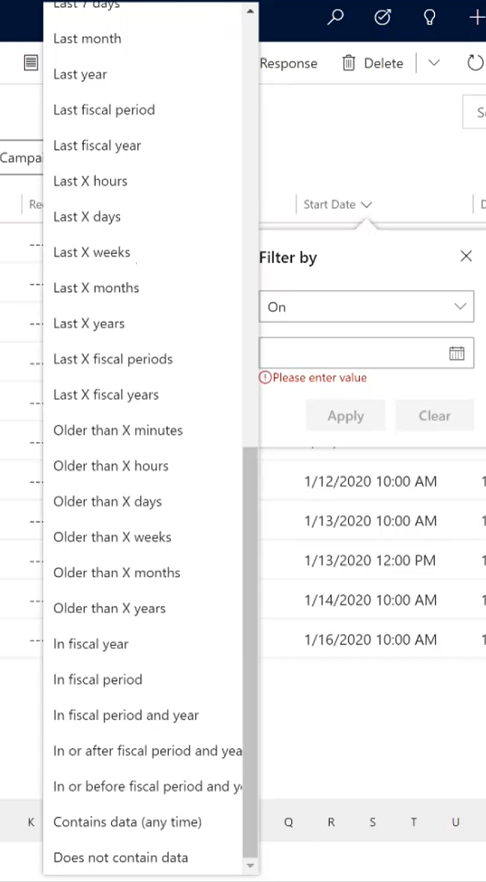 Last 7 days
Last month
Last year
Last fiscal period
Last fiscal year
Last X hours
Last X days
Last X weeks
Last X months
Last X years
Last X fiscal periods
Last X fiscal years
Older than X minutes
Older than X hours
Older than X days
Older than X weeks
Older than X months
Older than X years
In fiscal year
In fiscal period
In fiscal period and year
In or after fiscal period and yea
In or before fiscal period and y
Contains data (any time)
Does not contain data
Response
Delete
Campai
Re
Start Date
Filter by
On
Please enter value
Apply
Clear
1/12/2020 10:00 AM
1/13/2020 10:00 AM
1/13/2020 12:00 PM
1/14/2020 10:00 AM
1/16/2020 10:00 AM
K
Q R S T U